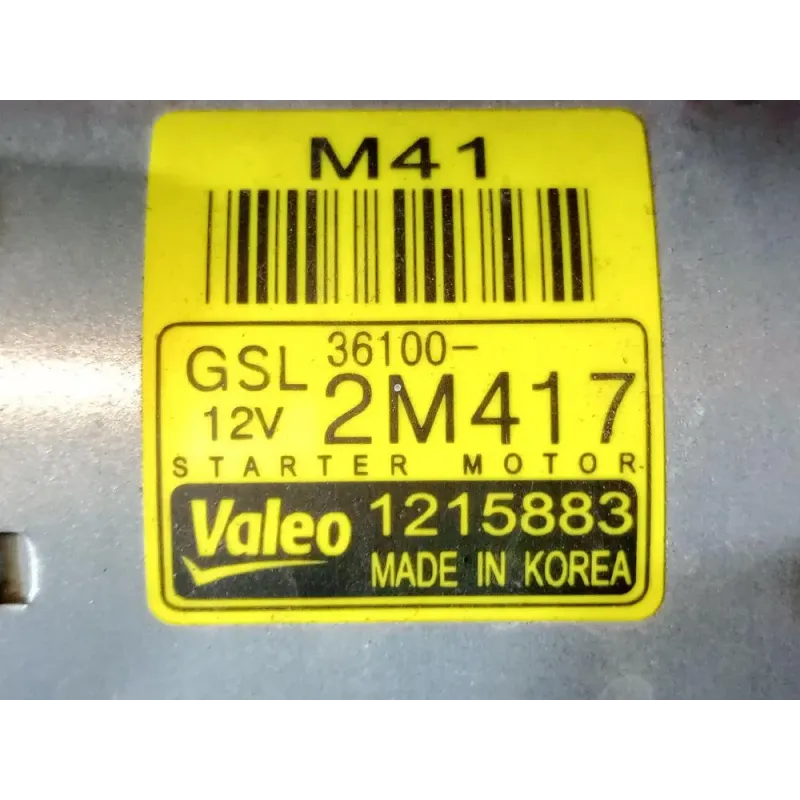 M41
GSL 36100-
12V 2M417
STARTER MOTOR
Valeo 1215883
MADE IN KOREA